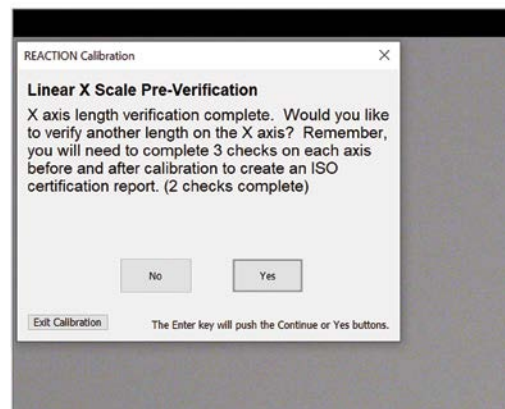 REACTION Calibration
Linear X Scale Pre-Verification
X axis length verification complete. Would you like
to verify another length on the X axis? Remember,
you will need to complete 3 checks on each axis
before and after calibration to create an ISO
certification report. (2 checks complete)
No
Yes
Exit Calibration
The Enter key will push the Continue or Yes buttons.